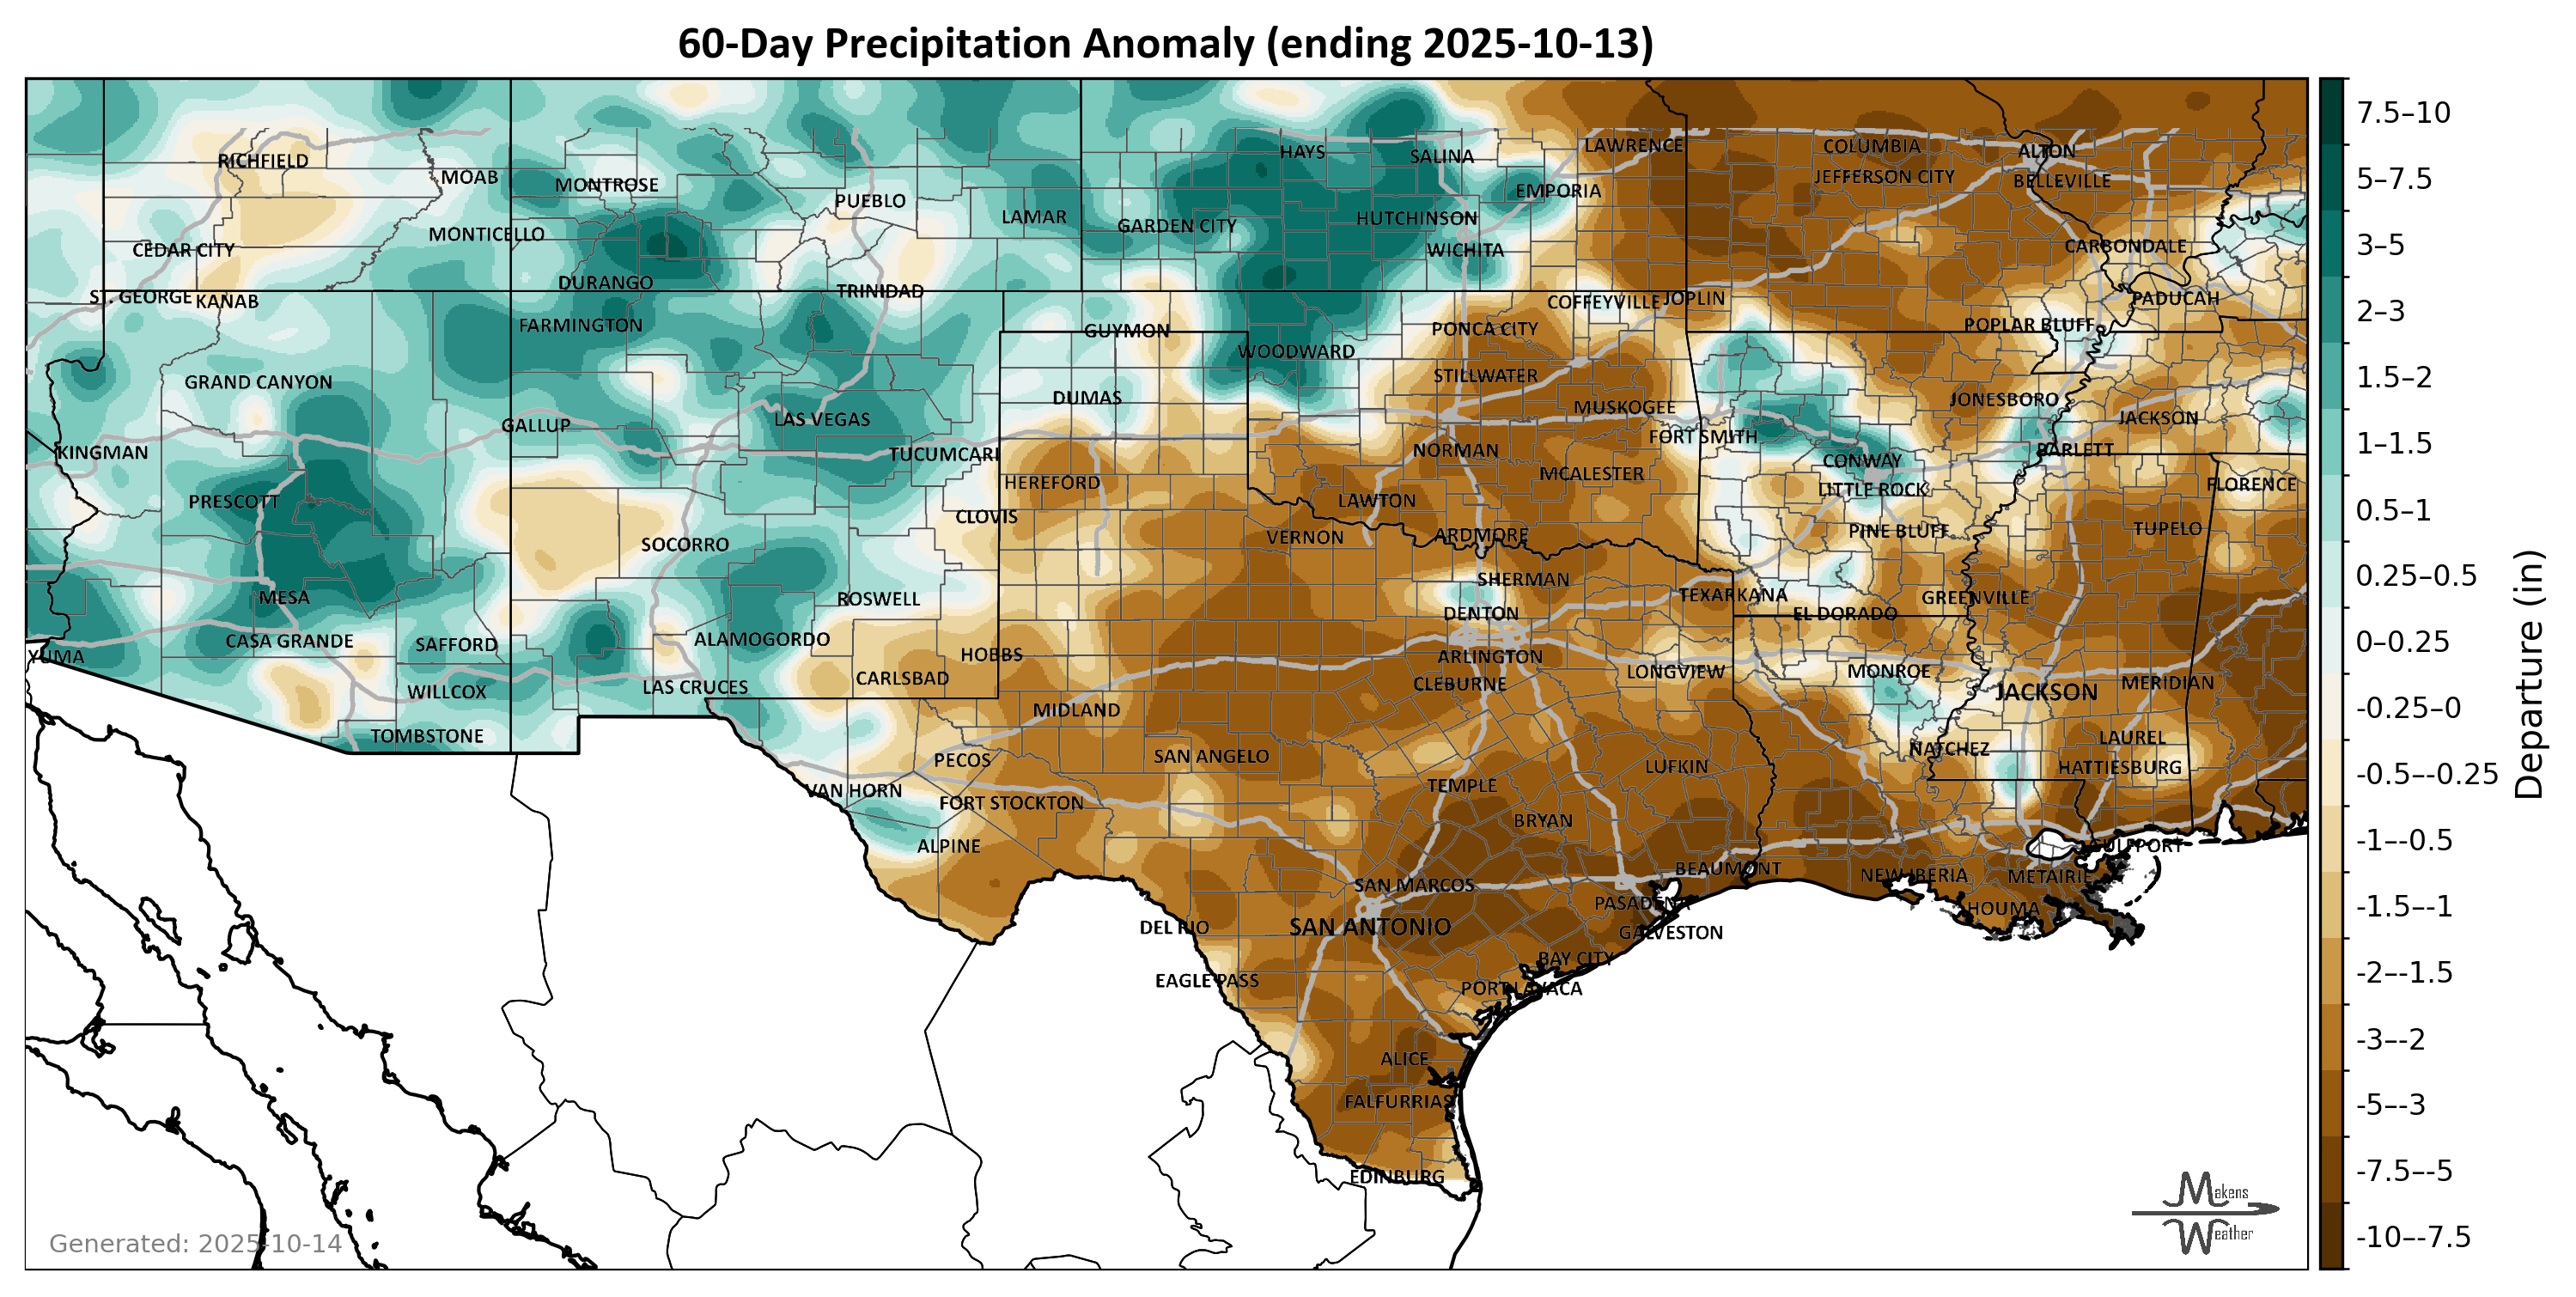 60-Day Precipitation Anomaly (ending 2025-10-13)
RICHFIELD
MOAB
MONTROSE
PUEBLO
LAMAR
HAYS
SALINA
LAWRENCE
COLUMBIA
ALTON
JEFFERSON CITY
BELLEVILLE
EMPORIA
GARDEN CITY
HUTCHINSON
WICHITA
CEDAR CITY
MONTICELLO
CARBONDALE
DURANGO
TRINIDAD
ST. GEORGE
KANAB
COFFEYVILLE
JOPLIN
PADUCAH
FARMINGTON
GUYMON
PONCA CITY
POPLAR BLUFF
WOODWARD
GRAND CANYON
STILLWATER
DUMAS
MUSKOGEE
JONESBORO
JACKSON
GALLUP
LAS VEGAS
FORT SMITH
KINGMAN
TUCUMCARI
NORMAN
BARLETT
CONWAY
HEREFORD
MCALESTER
LITTLE ROCK
FLORENCE
PRESCOTT
LAWTON
CLOVIS
PINE BLUFF
TUPELO
SOCORRO
VERNON
ARDMORE
SHERMAN
MESA
ROSWELL
TEXARKANA
GREENVILLE
DENTON
EL DORADO
CASA GRANDE
SAFFORD
ALAMOGORDO
YUMA
HOBBS
ARLINGTON
LONGVIEW
MONROE
CARLSBAD
CLEBURNE
MERIDIAN
WILLCOX
LAS CRUCES
JACKSON
MIDLAND
TOMBSTONE
LAUREL
NATCHEZ
PECOS
SAN ANGELO
LUFKIN
HATTIESBURG
VAN HORN
TEMPLE
FORT STOCKTON
BRYAN
ALPINE
GULFPORT
BEAUMONT
NEW IBERIA
METAIRIE
SAN MARCOS
PASADENA
HOUMA
DEL RIO
SAN ANTONIO
GALVESTON
BAY CITY
EAGLE PASS
PORT LAVACA
ALICE
FALFURRIAS
EDINBURG
7.5–10
5–7.5
3–5
2–3
1.5–2
1–1.5
0.5–1
0.25–0.5
0–0.25
-0.25–0
-0.5–-0.25
-1–-0.5
-1.5–-1
-2–-1.5
-3–-2
-5–-3
-7.5–-5
-10–-7.5
Departure (in)
Generated: 2025-10-14
Makens
Weather